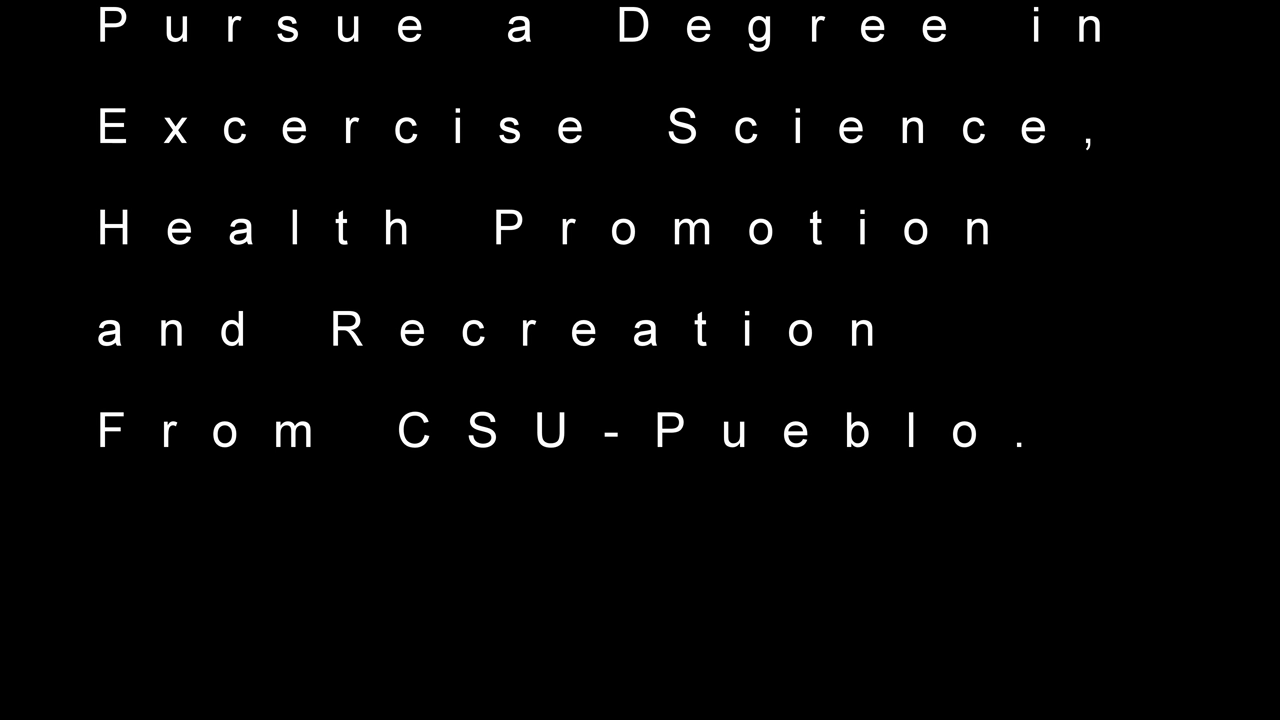 Pursue a Degree in
Excercise Science,
Health Promotion
and Recreation
From CSU-Pueblo.